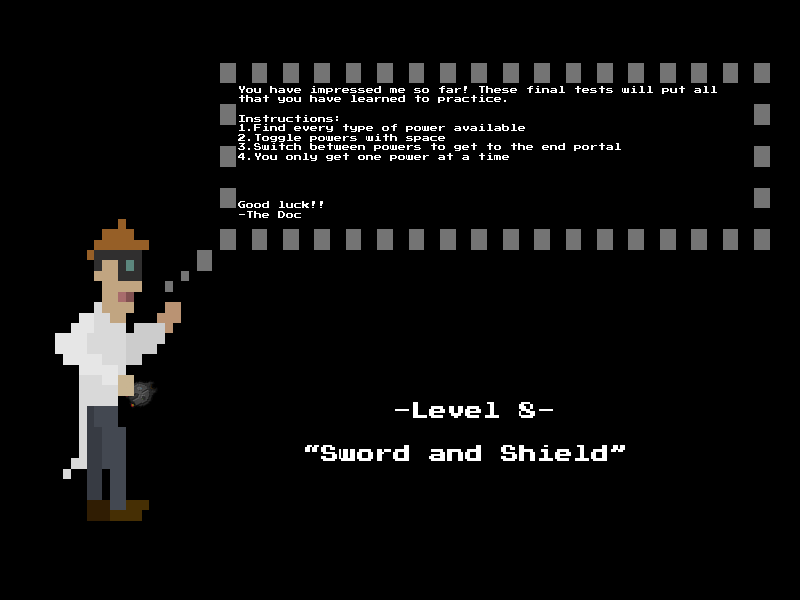 You have impressed me so far! These final tests will put all
that you have learned to practice.
Instructions:
1.Find every type of power available
2.Toggle powers with space
3.Switch between powers to get to the end portal
4.You only get one power at a time
Good luck!!
-The Doc
-Level 8-
"Sword and Shield"